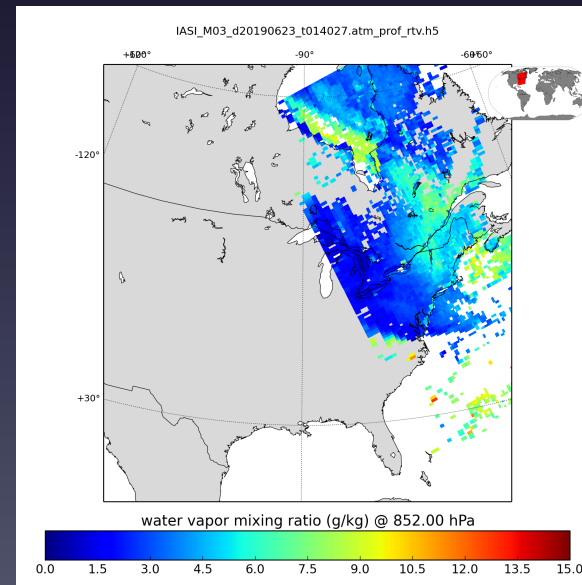 IASI_M03_d20190623_t014027.atm_prof_rtv.h5
-90°
-120°
+30°
water vapor mixing ratio (g/kg) @ 852.00 hPa
0.0 1.5 3.0 4.5 6.0 7.5 9.0 10.5 12.0 13.5 15.0